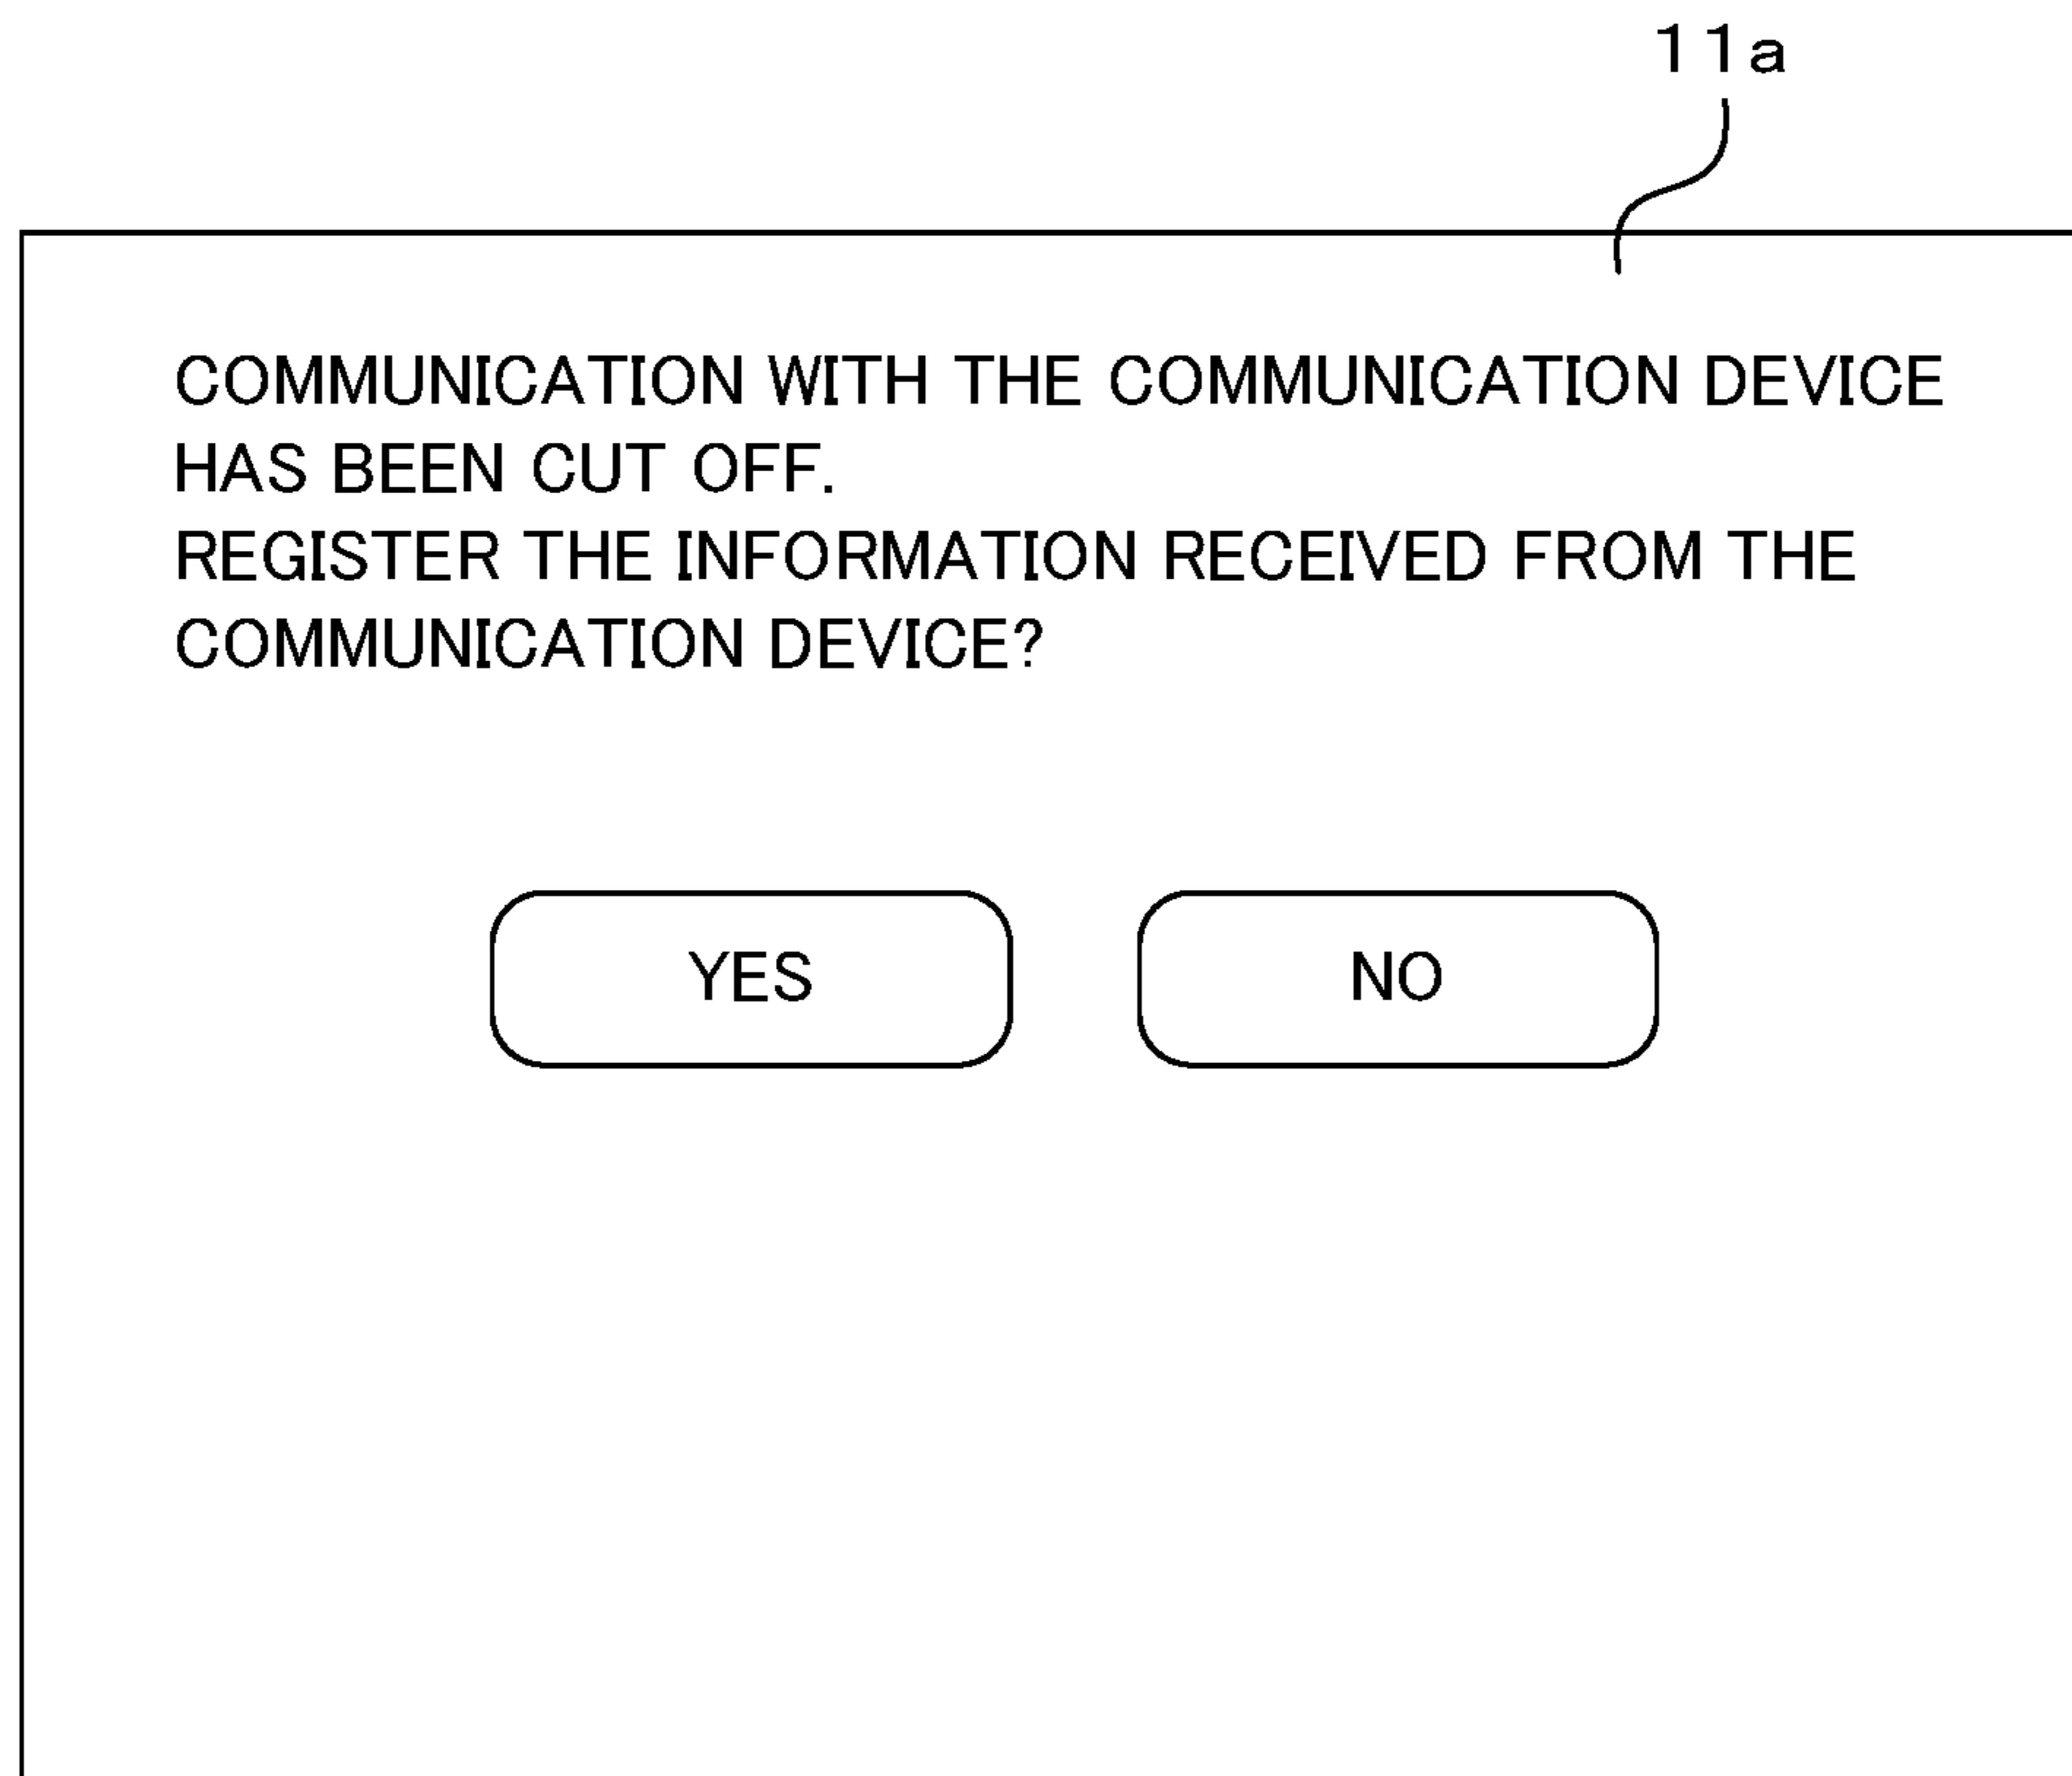 11a
COMMUNICATION WITH THE COMMUNICATION DEVICE
HAS BEEN CUT OFF.
REGISTER THE INFORMATION RECEIVED FROM THE
COMMUNICATION DEVICE?
YES NO